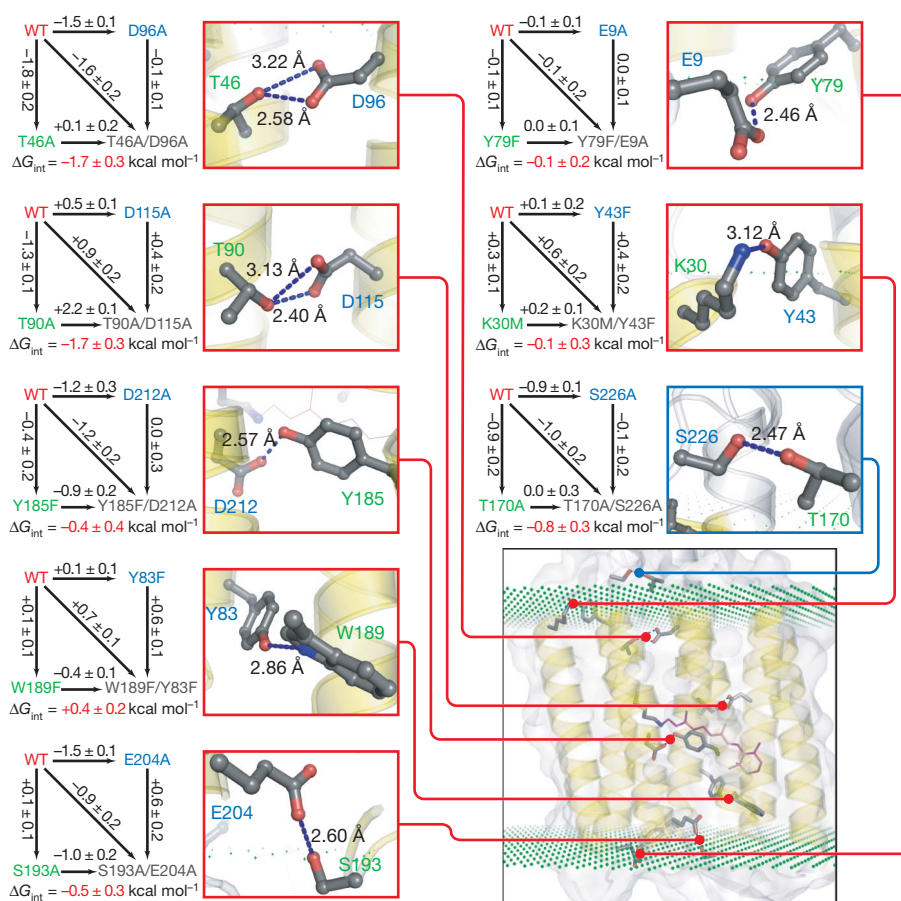 WT −1.5 ± 0.1 D96A
−1.8 ± 0.2
−1.6 ± 0.2
−0.1 ± 0.1
T46A +0.1 ± 0.2 T46A/D96A
ΔGint = −1.7 ± 0.3 kcal mol−1
3.22 Å
T46
D96
2.58 Å
WT +0.5 ± 0.1 D115A
−1.3 ± 0.1
+0.9 ± 0.2
+0.4 ± 0.2
T90A +2.2 ± 0.1 T90A/D115A
ΔGint = −1.7 ± 0.3 kcal mol−1
T90
3.13 Å
D115
2.40 Å
WT −1.2 ± 0.3 D212A
−0.4 ± 0.2
−1.2 ± 0.2
0.0 ± 0.3
Y185F −0.9 ± 0.2 Y185F/D212A
ΔGint = −0.4 ± 0.4 kcal mol−1
2.57 Å
D212
Y185
WT +0.1 ± 0.1 Y83F
+0.1 ± 0.1
+0.7 ± 0.1
+0.6 ± 0.1
W189F −0.4 ± 0.1 W189F/Y83F
ΔGint = +0.4 ± 0.2 kcal mol−1
Y83
W189
2.86 Å
WT −1.5 ± 0.1 E204A
+0.1 ± 0.1
−0.9 ± 0.2
+0.6 ± 0.2
S193A −1.0 ± 0.2 S193A/E204A
ΔGint = −0.5 ± 0.3 kcal mol−1
E204
2.60 Å
S193
WT −0.1 ± 0.1 E9A
−0.1 ± 0.1
−0.1 ± 0.2
0.0 ± 0.1
Y79F 0.0 ± 0.1 Y79F/E9A
ΔGint = −0.1 ± 0.2 kcal mol−1
E9
Y79
2.46 Å
WT +0.1 ± 0.2 Y43F
+0.3 ± 0.1
+0.6 ± 0.2
+0.4 ± 0.2
K30M +0.2 ± 0.1 K30M/Y43F
ΔGint = −0.1 ± 0.3 kcal mol−1
3.12 Å
K30
Y43
WT −0.9 ± 0.1 S226A
−0.9 ± 0.2
−1.0 ± 0.2
−0.1 ± 0.2
T170A 0.0 ± 0.3 T170A/S226A
ΔGint = −0.8 ± 0.3 kcal mol−1
S226
2.47 Å
T170